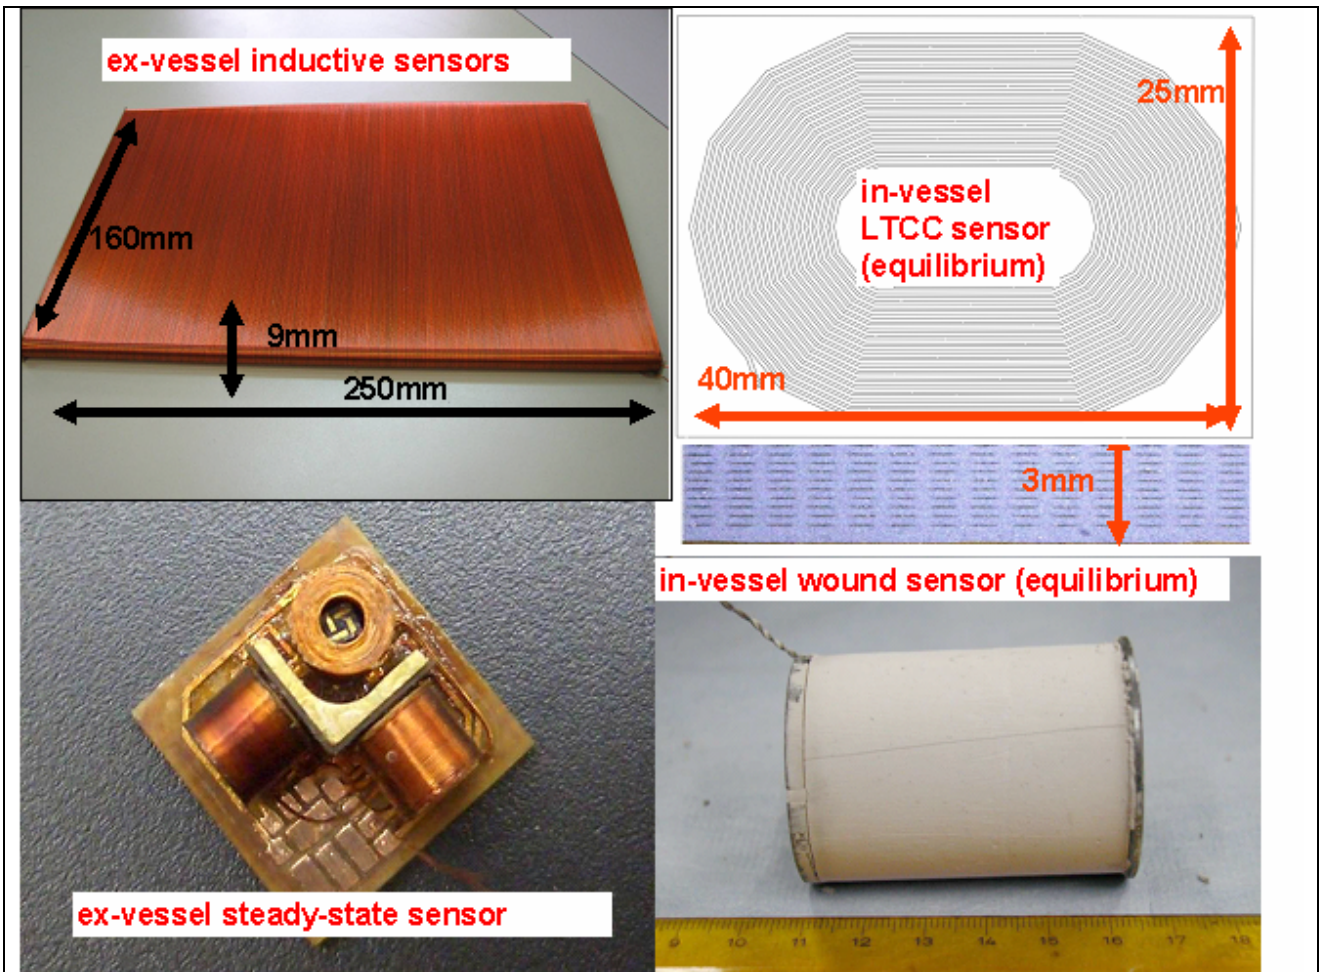 ex-vessel inductive sensors
160mm
9mm
250mm
25mm
in-vessel
LTCC sensor
(equilibrium)
40mm
3mm
in-vessel wound sensor (equilibrium)
9 10 11 12 13 14 15 16 17 18
ex-vessel steady-state sensor